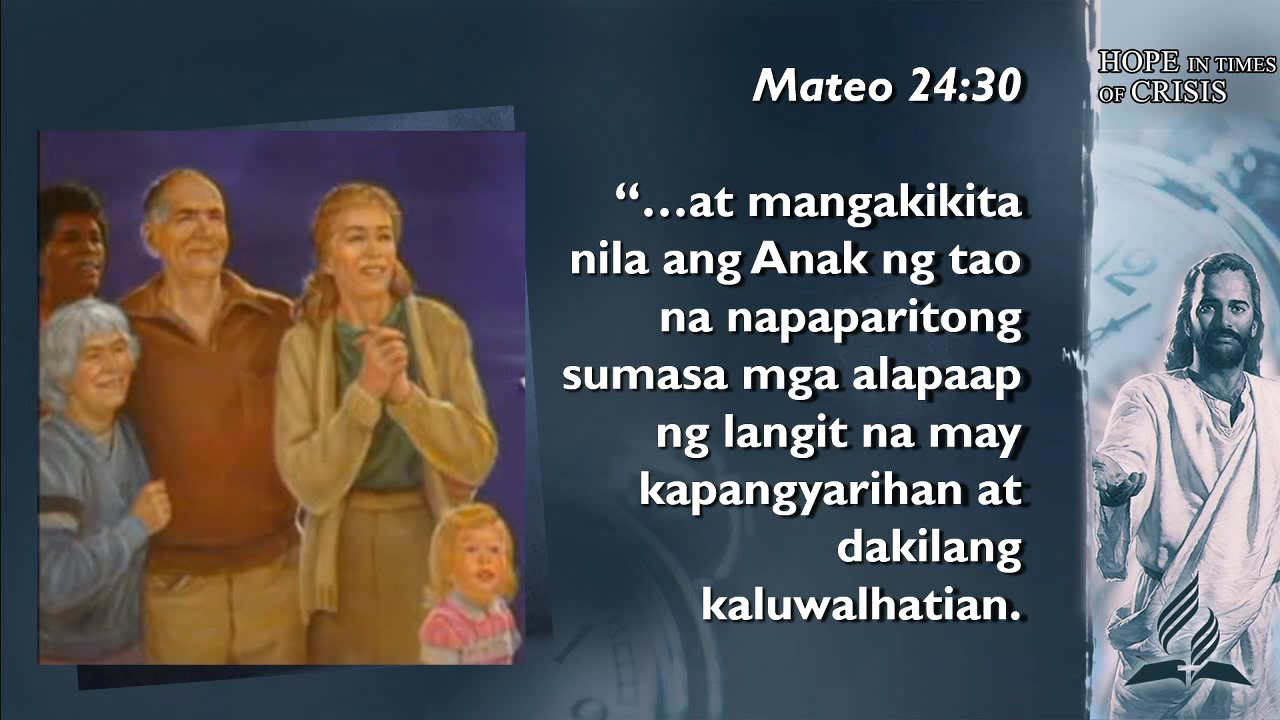 Mateo 24:30
“…at mangakikita
nila ang Anak ng tao
na napaparitong
sumasa mga alapaap
ng langit na may
kapangyarihan at
dakilang
kaluwalhatian.
HOPE IN TIMES
OF CRISIS
12